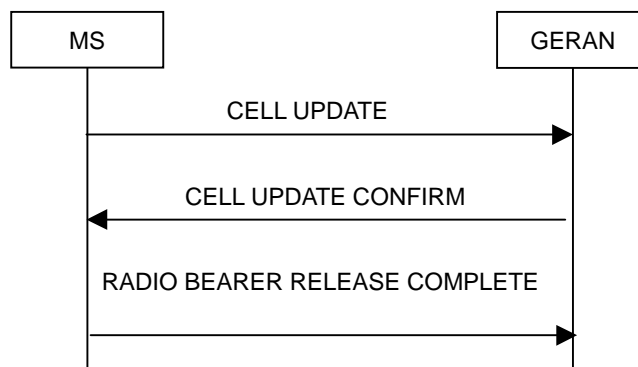 MS
GERAN
CELL UPDATE
CELL UPDATE CONFIRM
RADIO BEARER RELEASE COMPLETE